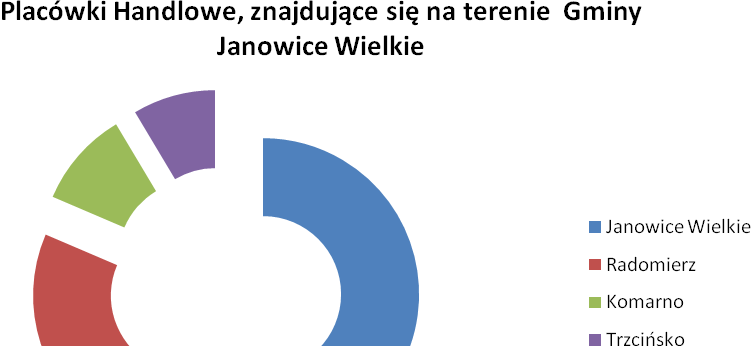 Placówki Handlowe, znajdujące się na terenie  Gminy
Janowice Wielkie
Janowice Wielkie
Radomierz
Komarno
Trzcińsko